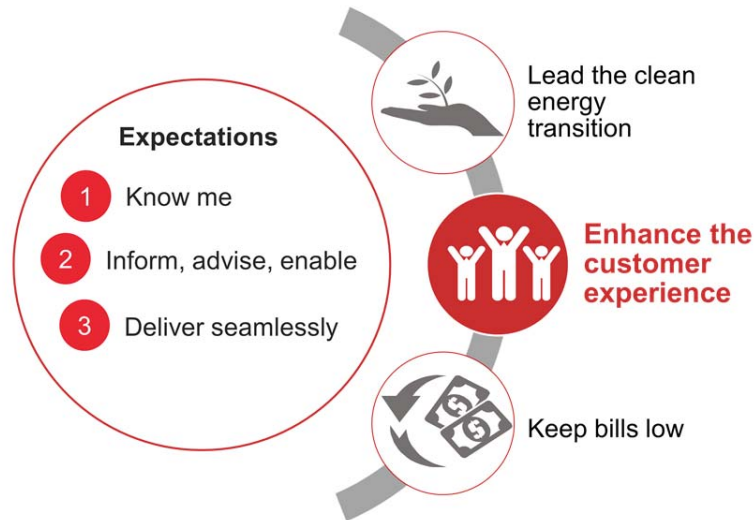 Expectations
1 Know me
2 Inform, advise, enable
3 Deliver seamlessly
Lead the clean
energy
transition
Enhance the
customer
experience
Keep bills low